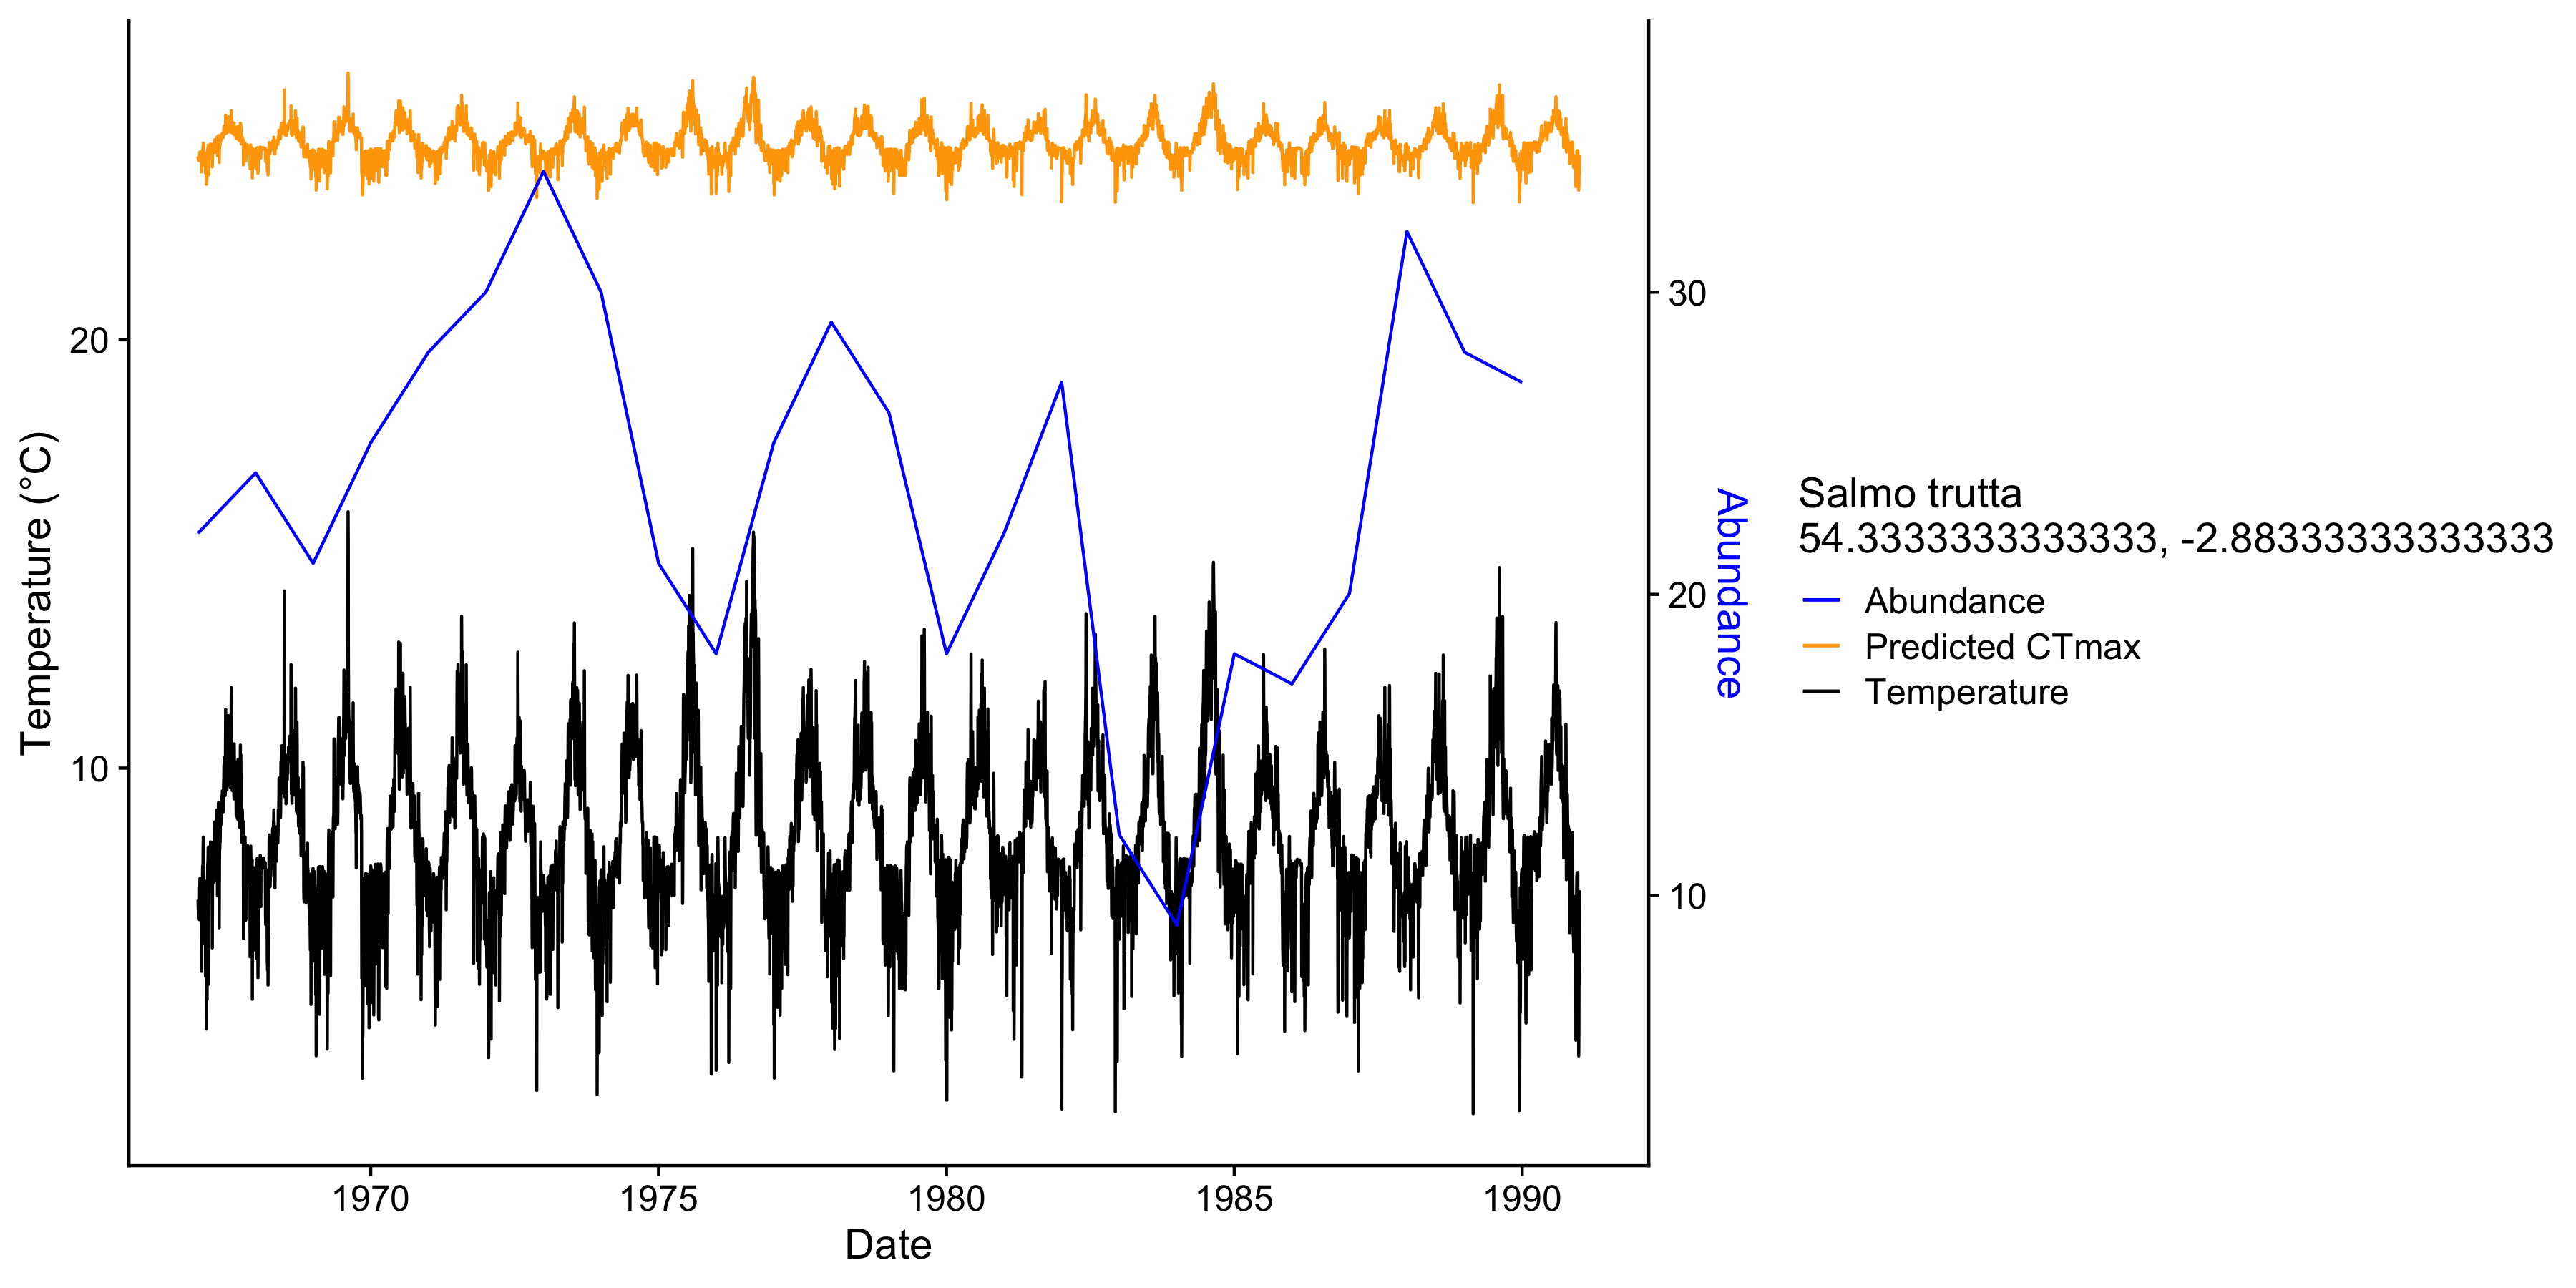 20
10
Temperature (°C)
30
20
10
Abundance
1970 1975 1980 1985 1990
Date
Salmo trutta
54.3333333333333, -2.88333333333333
Abundance
Predicted CTmax
Temperature